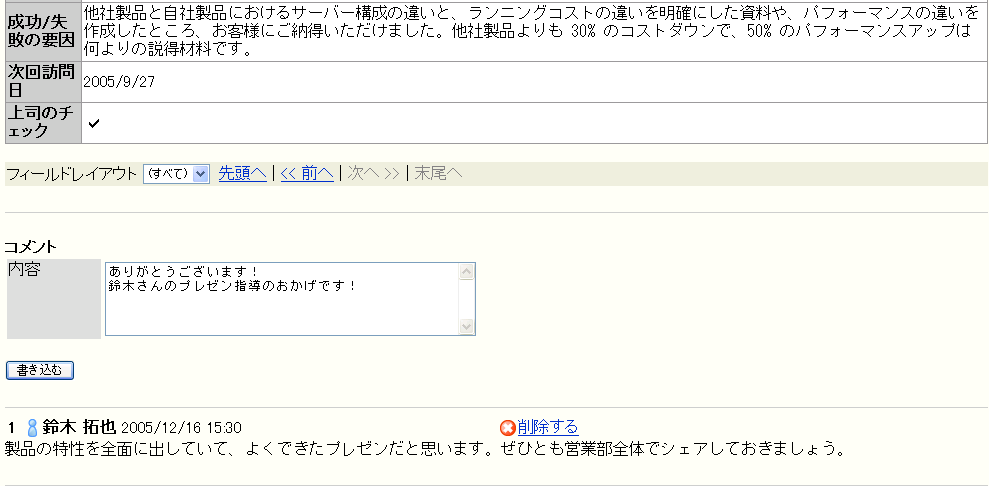 成功/失
敗の要因
他社製品と自社製品におけるサーバー構成の違いと、ランニングコストの違いを明確にした資料や、パフォーマンスの違いを
作成したところ、お客様にご納得いただけました。他社製品よりも 30% のコストダウンで、50% のパフォーマンスアップは
何よりの説得材料です。
次回訪問
日
2005/9/27
上司のチ
ェック
✓
フィールドレイアウト (すべて) 先頭へ | << 前へ | 次へ >> | 末尾へ
コメント
内容
ありがとうございます！
鈴木さんのプレゼン指導のおかげです！
書き込む
1 鈴木 拓也 2005/12/16 15:30 削除する
製品の特性を全面に出していて、よくできたプレゼンだと思います。ぜひとも営業部全体でシェアしておきましょう。